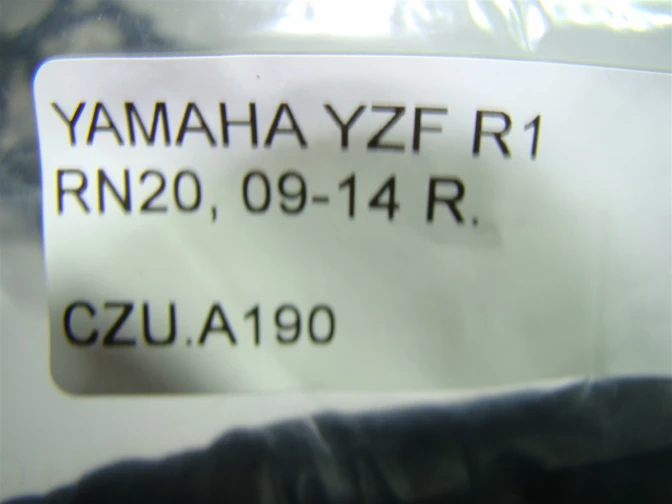 YAMAHA YZF R1
RN20, 09-14 R.
CZU.A190